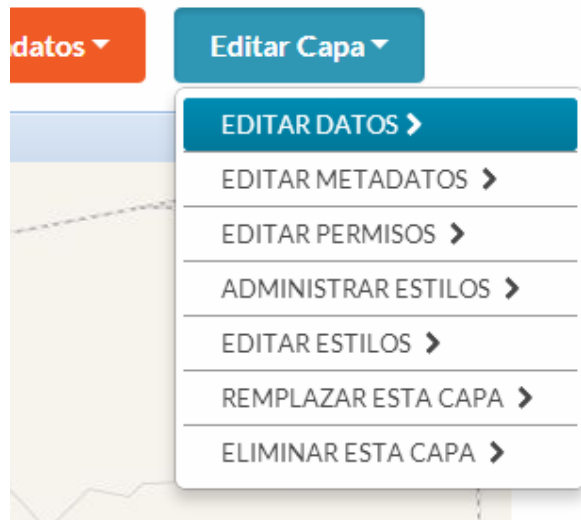 datos
Editar Capa
EDITAR DATOS
EDITAR METADATOS
EDITAR PERMISOS
ADMINISTRAR ESTILOS
EDITAR ESTILOS
REMPLAZAR ESTA CAPA
ELIMINAR ESTA CAPA